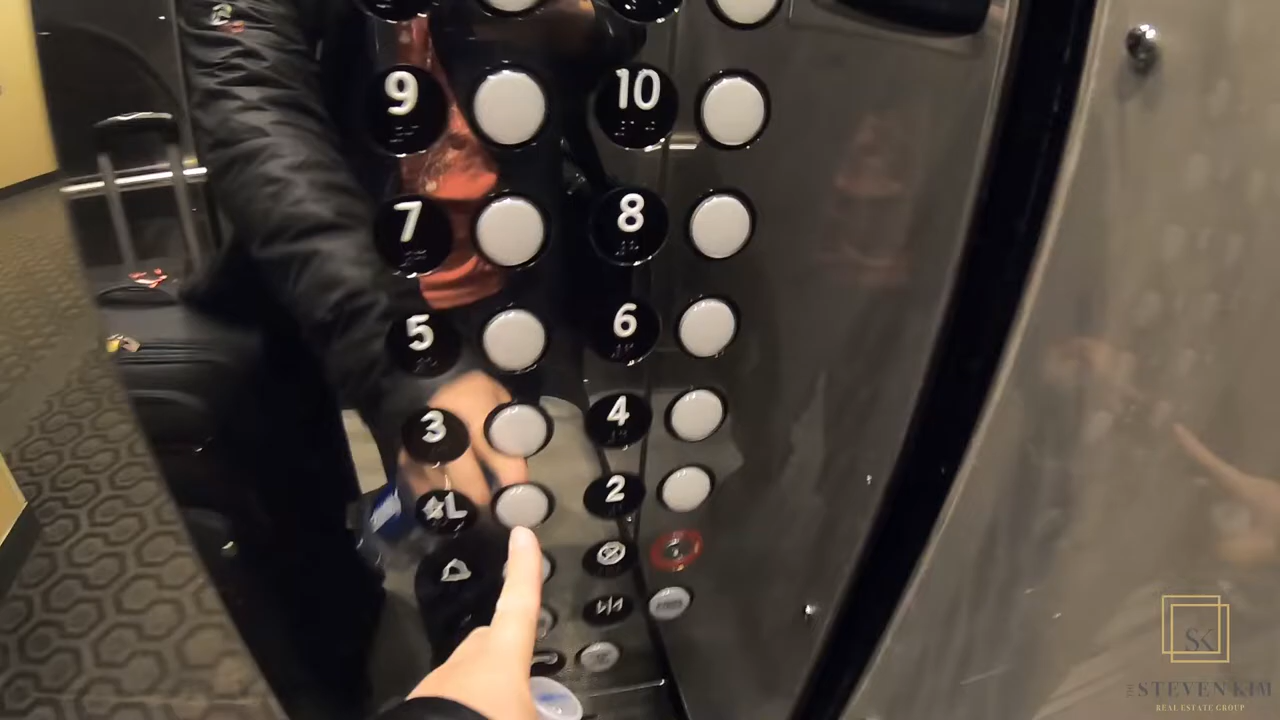 9 10
7 8
5 6
3 4
★L 2
SK
THE STEVEN KIM
REAL ESTATE GROUP